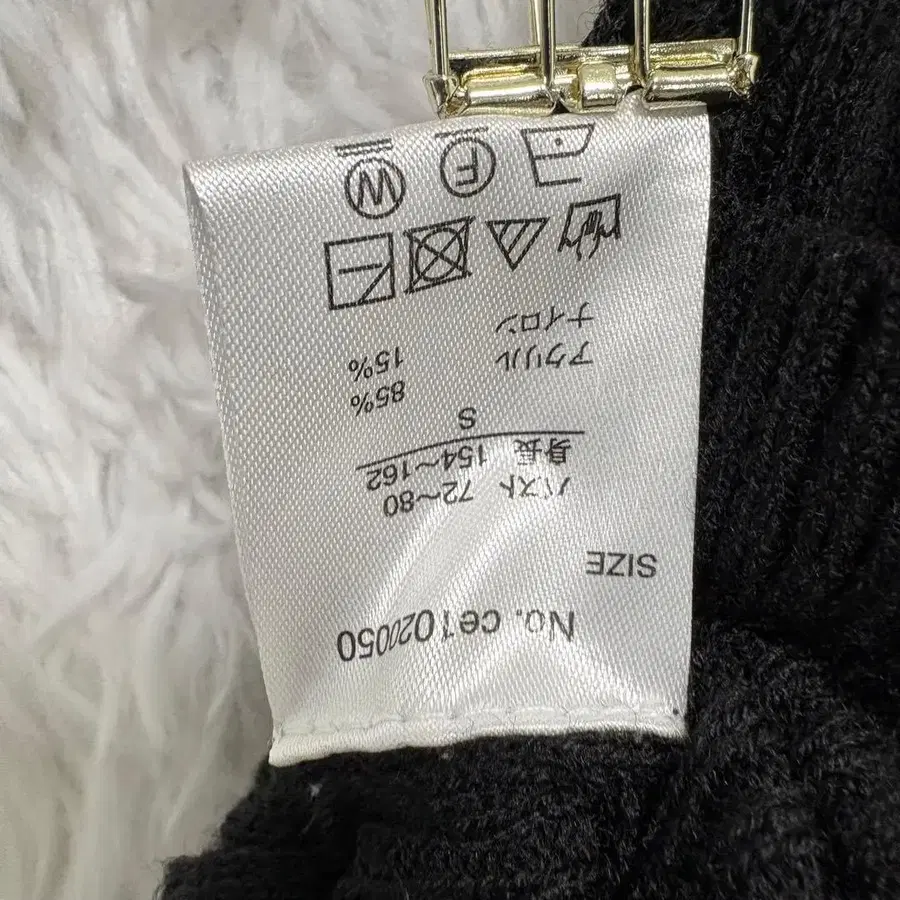 No. ce1020050
SIZE
バスト 72~80
身長 154~162
S
アクリル 85%
ナイロン 15%
F
W